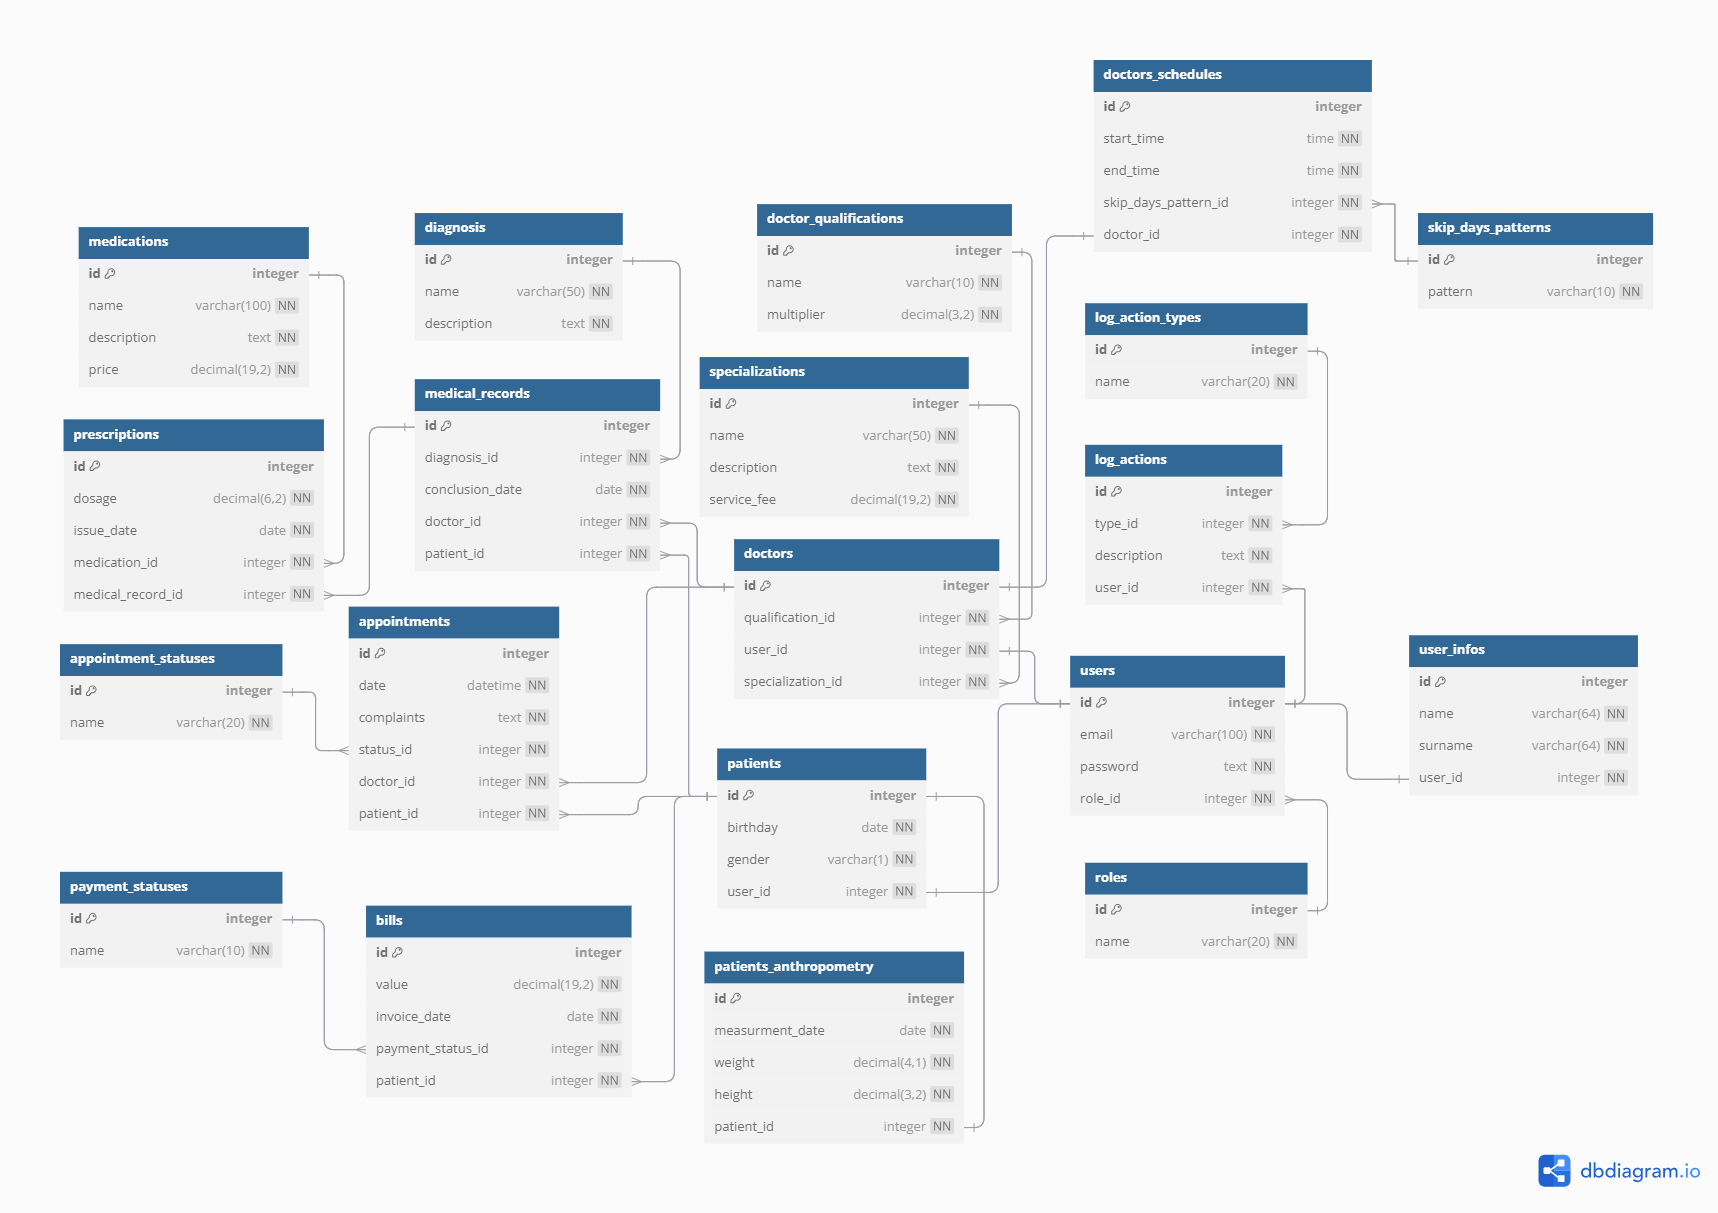 doctors_schedules
id integer
start_time time NN
end_time time NN
skip_days_pattern_id integer NN
doctor_id integer NN
skip_days_patterns
id integer
pattern varchar(10) NN
medications
id integer
name varchar(100) NN
description text NN
price decimal(19,2) NN
diagnosis
id integer
name varchar(50) NN
description text NN
doctor_qualifications
id integer
name varchar(10) NN
multiplier decimal(3,2) NN
log_action_types
id integer
name varchar(20) NN
prescriptions
id integer
dosage decimal(6,2) NN
issue_date date NN
medication_id integer NN
medical_record_id integer NN
medical_records
id integer
diagnosis_id integer NN
conclusion_date date NN
doctor_id integer NN
patient_id integer NN
specializations
id integer
name varchar(50) NN
description text NN
service_fee decimal(19,2) NN
log_actions
id integer
type_id integer NN
description text NN
user_id integer NN
doctors
id integer
qualification_id integer NN
user_id integer NN
specialization_id integer NN
appointment_statuses
id integer
name varchar(20) NN
appointments
id integer
date datetime NN
complaints text NN
status_id integer NN
doctor_id integer NN
patient_id integer NN
users
id integer
email varchar(100) NN
password text NN
role_id integer NN
user_infos
id integer
name varchar(64) NN
surname varchar(64) NN
user_id integer NN
patients
id integer
birthday date NN
gender varchar(1) NN
user_id integer NN
roles
id integer
name varchar(20) NN
payment_statuses
id integer
name varchar(10) NN
bills
id integer
value decimal(19,2) NN
invoice_date date NN
payment_status_id integer NN
patient_id integer NN
patients_anthropometry
id integer
measurment_date date NN
weight decimal(4,1) NN
height decimal(3,2) NN
patient_id integer NN
dbdiagram.io